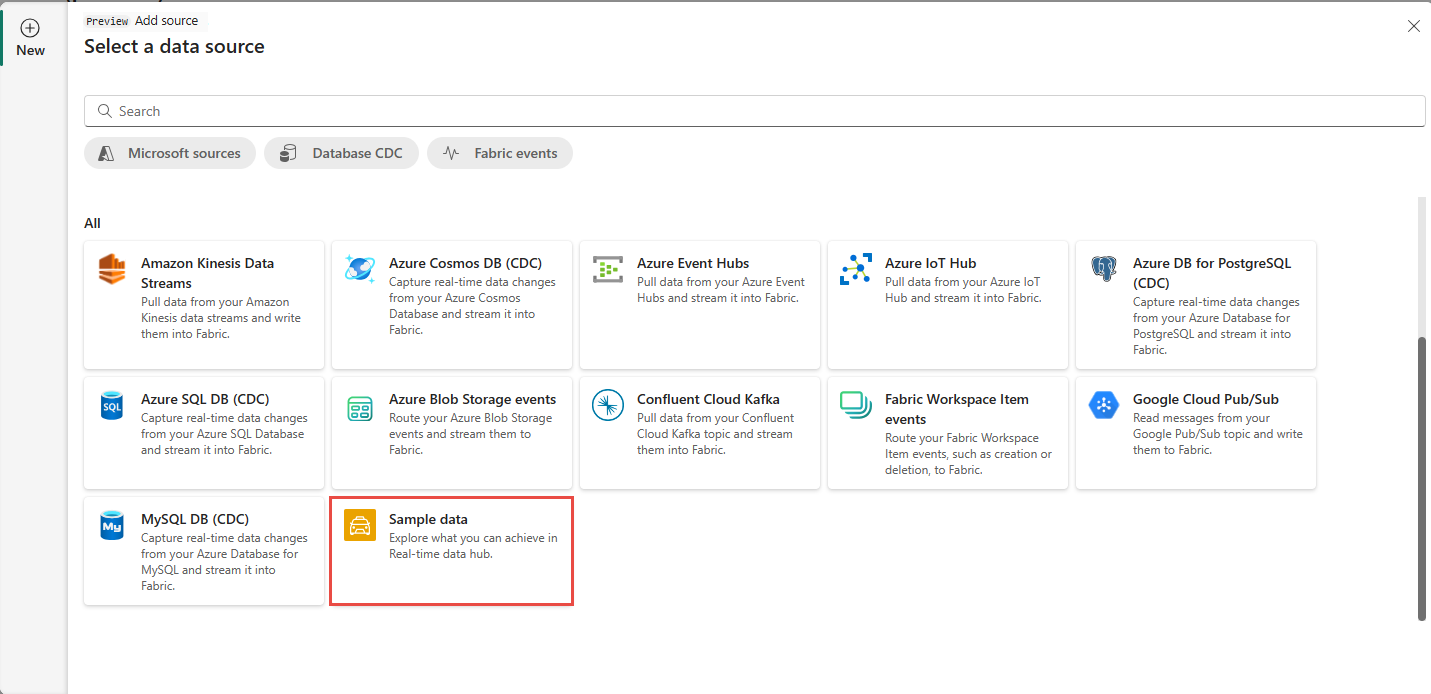 New
Preview Add source
Select a data source
Search
Microsoft sources
Database CDC
Fabric events
All
Amazon Kinesis Data
Streams
Pull data from your Amazon
Kinesis data streams and write
them into Fabric.
Azure Cosmos DB (CDC)
Capture real-time data changes
from your Azure Cosmos
Database and stream it into
Fabric.
Azure Event Hubs
Pull data from your Azure Event
Hubs and stream it into Fabric.
Azure IoT Hub
Pull data from your Azure IoT
Hub and stream it into Fabric.
Azure DB for PostgreSQL
(CDC)
Capture real-time data changes
from your Azure Database for
PostgreSQL and stream it into
Fabric.
SQL
Azure SQL DB (CDC)
Capture real-time data changes
from your Azure SQL Database
and stream it into Fabric.
Azure Blob Storage events
Route your Azure Blob Storage
events and stream them to
Fabric.
Confluent Cloud Kafka
Pull data from your Confluent
Cloud Kafka topic and stream
them into Fabric.
Fabric Workspace Item
events
Route your Fabric Workspace
Item events, such as creation or
deletion, to Fabric.
Google Cloud Pub/Sub
Read messages from your
Google Pub/Sub topic and write
them to Fabric.
My
MySQL DB (CDC)
Capture real-time data changes
from your Azure Database for
MySQL and stream it into
Fabric.
Sample data
Explore what you can achieve in
Real-time data hub.